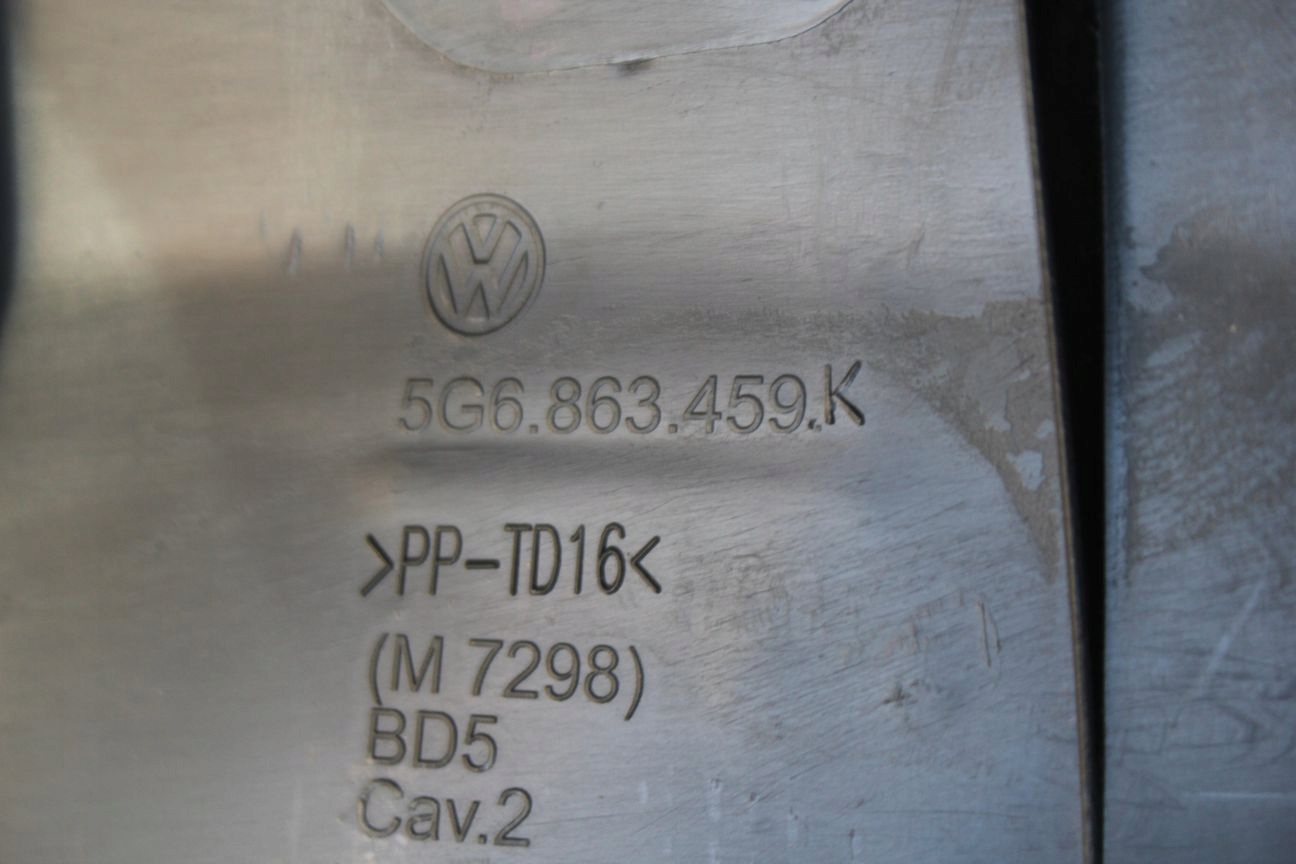 5G6.863.459.K
>PP-TD16<
(M 7298)
BD5
Cav.2